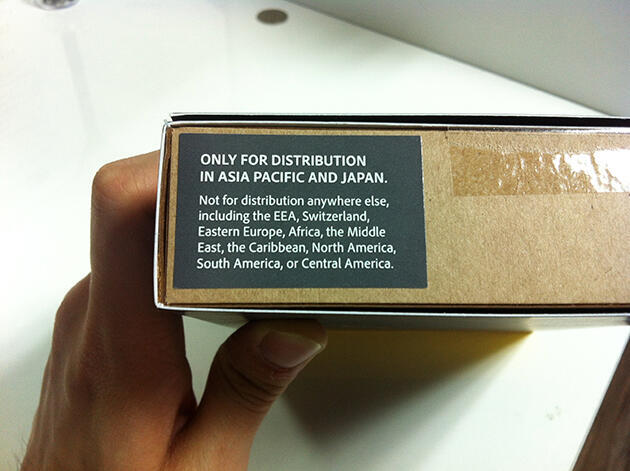 ONLY FOR DISTRIBUTION
IN ASIA PACIFIC AND JAPAN.
Not for distribution anywhere else,
including the EEA, Switzerland,
Eastern Europe, Africa, the Middle
East, the Caribbean, North America,
South America, or Central America.